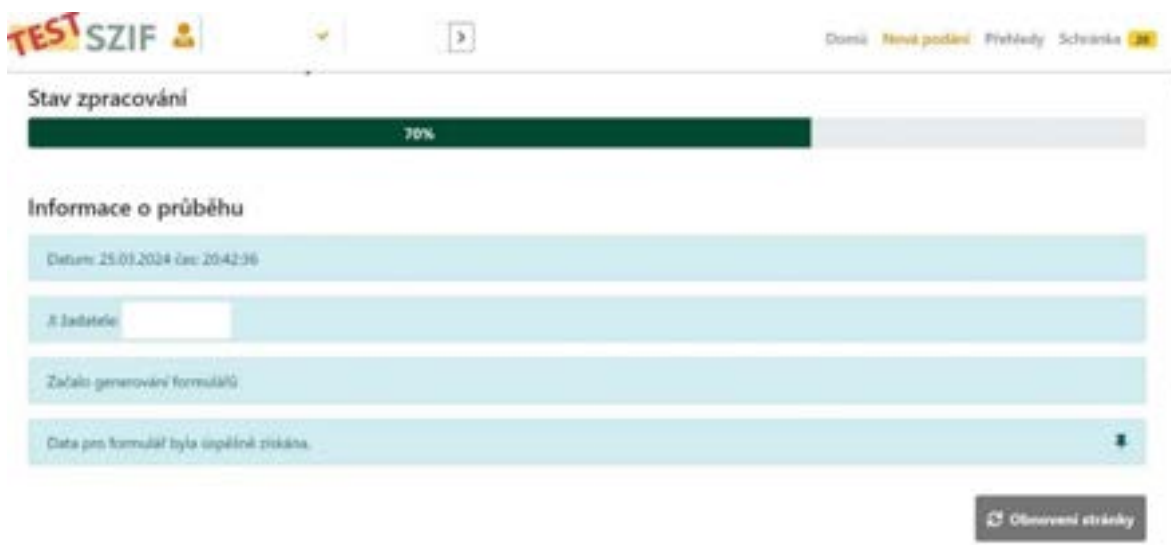 TEST SZIF
Domů Nová podání Přehledy Schránka 20
Stav zpracování
70%
Informace o průběhu
Datum: 25.03.2024 čas: 20:42:36
JI žadatele:
Začalo generování formulářů
Data pro formulář byla úspěšně získána.
Obnovení stránky